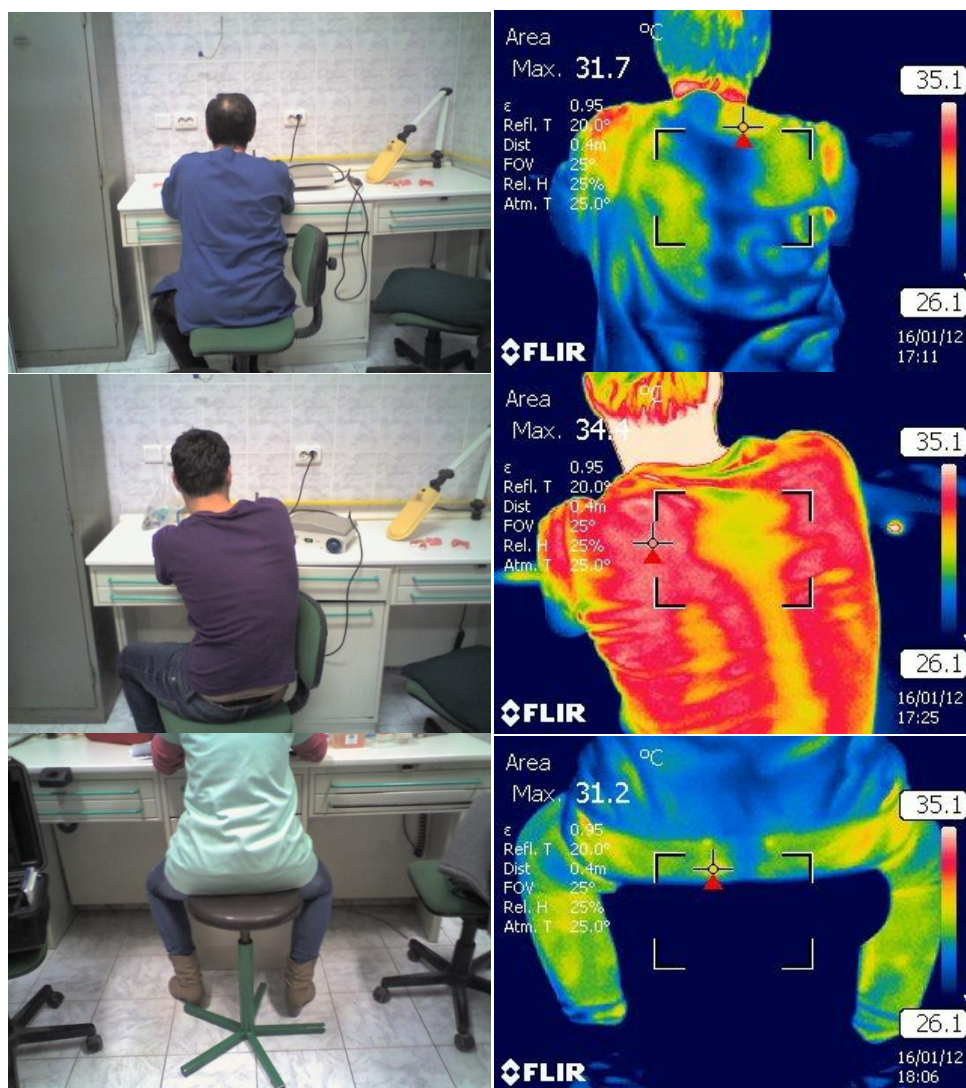 Area °C
Max. 31.7
ε 0.95
Refl. T 20.0°
Dist 0.4m
FOV 25°
Rel. H 25%
Atm. T 25.0°
35.1
26.1
16/01/12
17:11
FLIR
Area °C
Max. 34.4
ε 0.95
Refl. T 20.0°
Dist 0.4m
FOV 25°
Rel. H 25%
Atm. T 25.0°
35.1
26.1
16/01/12
17:25
FLIR
Area °C
Max. 31.2
ε 0.95
Refl. T 20.0°
Dist 0.4m
FOV 25°
Rel. H 25%
Atm. T 25.0°
35.1
26.1
16/01/12
18:06
FLIR